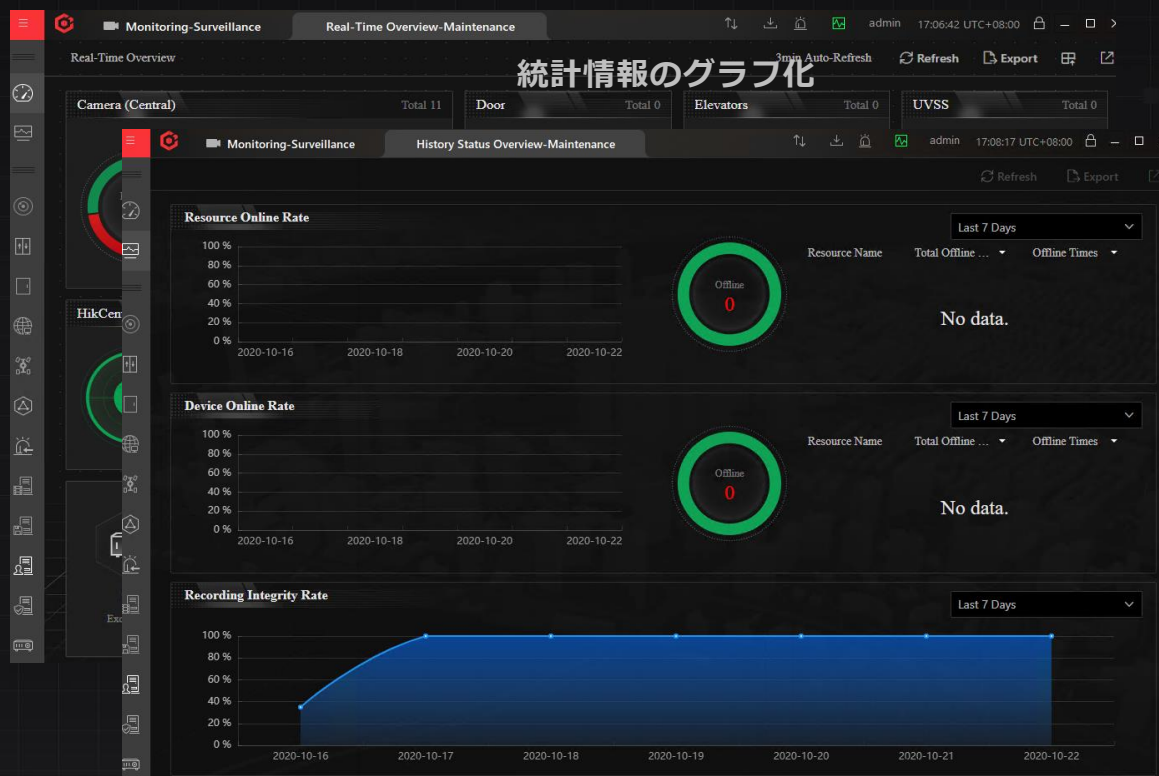 Monitoring-Surveillance Real-Time Overview-Maintenance admin 17:06:42 UTC+08:00
Real-Time Overview 3min Auto-Refresh Refresh Export
統計情報のグラフ化
Camera (Central) Total 11 Door Total 0 Elevators Total 0 UVSS Total 0
Monitoring-Surveillance History Status Overview-Maintenance admin 17:08:17 UTC+08:00
Refresh Export
Resource Online Rate
Last 7 Days
100 %
80 %
60 %
40 %
20 %
0 %
2020-10-16 2020-10-18 2020-10-20 2020-10-22
Offline
0
Resource Name Total Offline ... Offline Times
No data.
HikCen
Device Online Rate
Last 7 Days
100 %
80 %
60 %
40 %
20 %
0 %
2020-10-16 2020-10-18 2020-10-20 2020-10-22
Offline
0
Resource Name Total Offline ... Offline Times
No data.
Recording Integrity Rate
Last 7 Days
100 %
80 %
60 %
40 %
20 %
0 %
2020-10-16 2020-10-17 2020-10-18 2020-10-19 2020-10-20 2020-10-21 2020-10-22